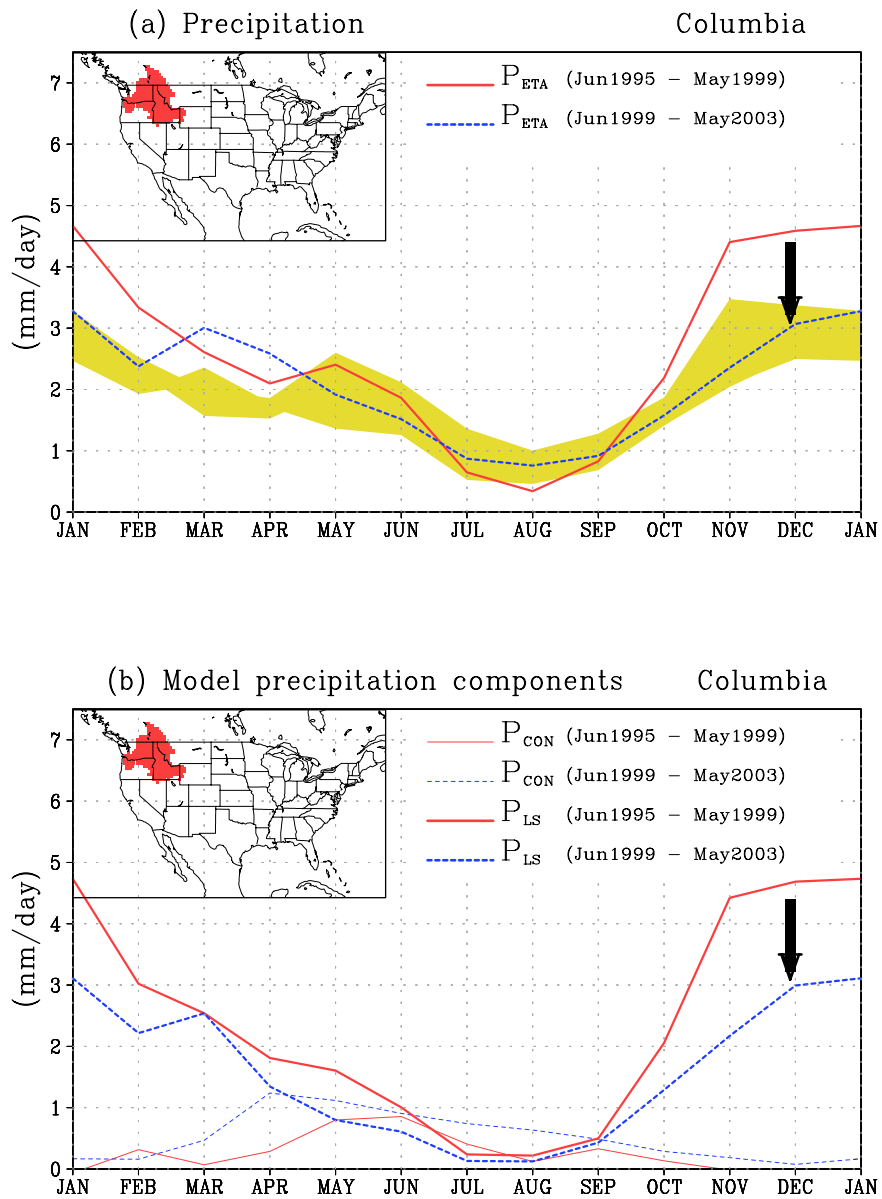 (a) Precipitation Columbia
P_ETA (Jun1995 – May1999)
P_ETA (Jun1999 – May2003)
7
6
5
4
3
2
1
0
(mm/day)
JAN FEB MAR APR MAY JUN JUL AUG SEP OCT NOV DEC JAN
(b) Model precipitation components Columbia
P_CON (Jun1995 – May1999)
P_CON (Jun1999 – May2003)
P_LS (Jun1995 – May1999)
P_LS (Jun1999 – May2003)
7
6
5
4
3
2
1
0
(mm/day)
JAN FEB MAR APR MAY JUN JUL AUG SEP OCT NOV DEC JAN